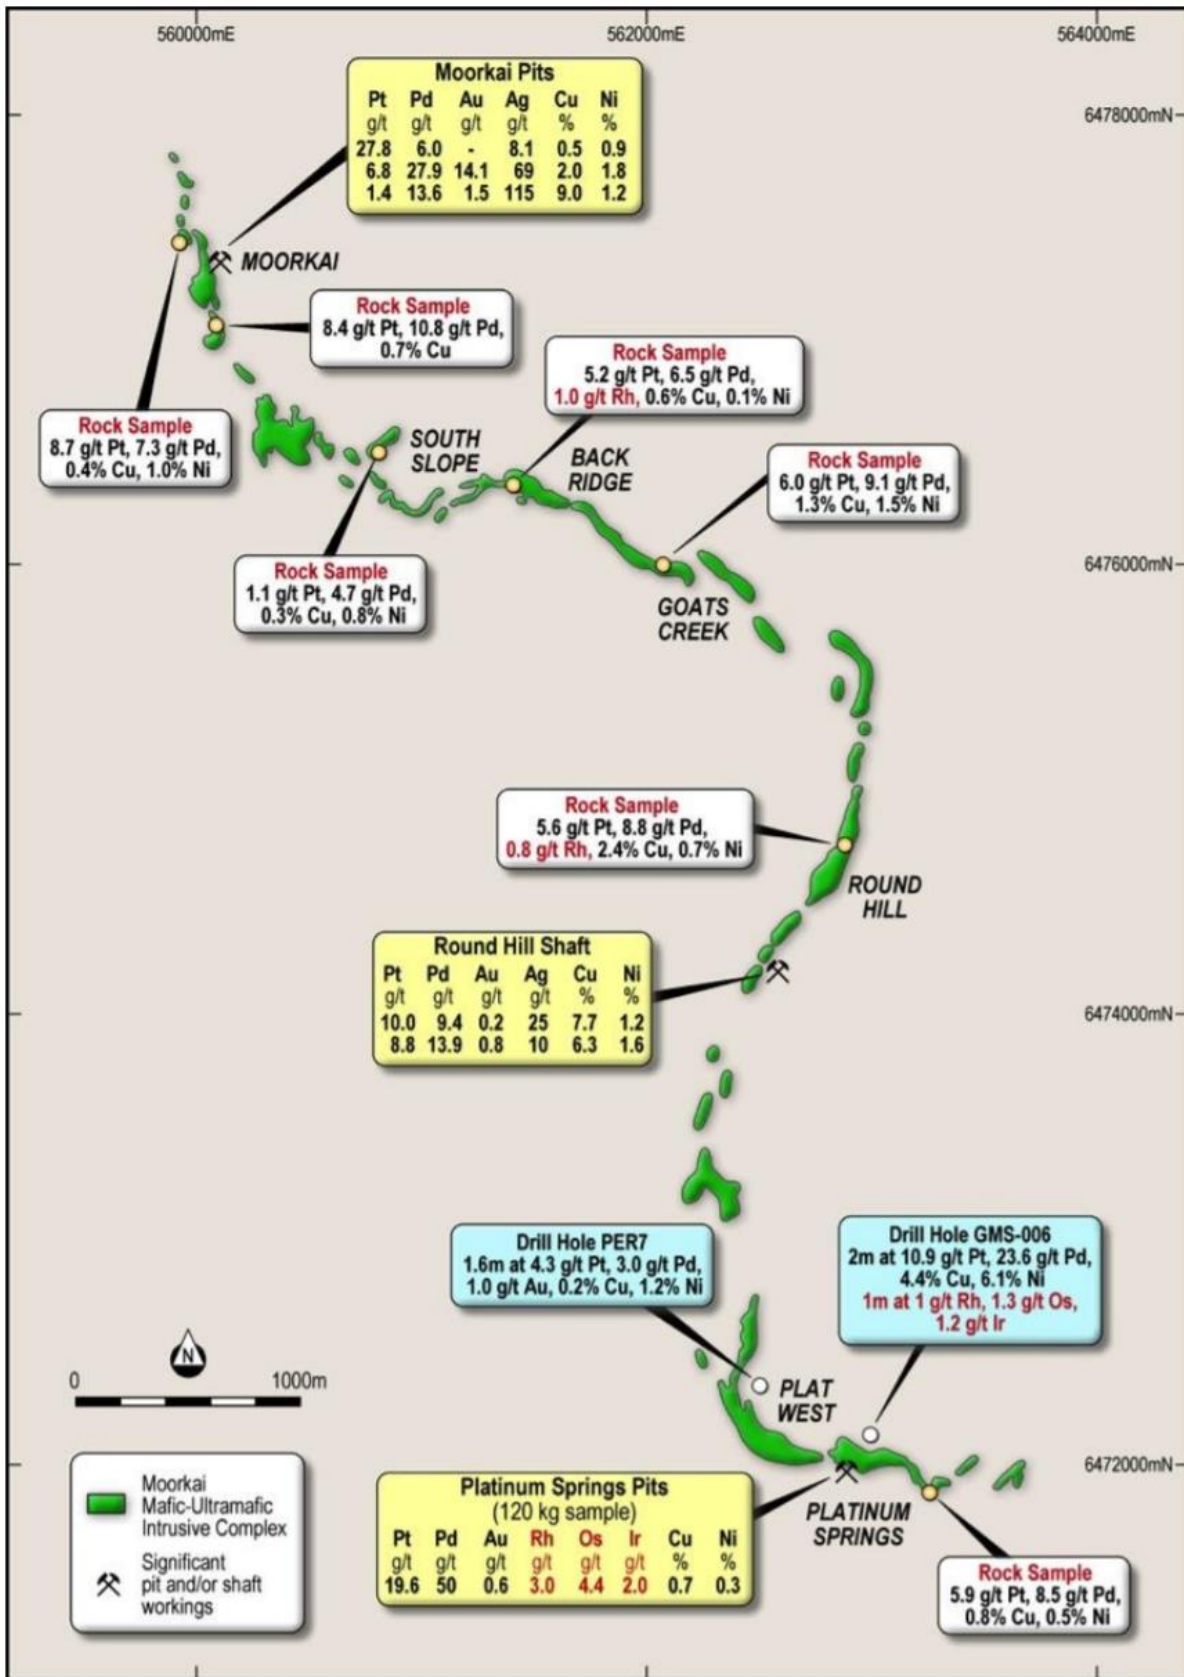 560000mE
562000mE
564000mE
6478000mN
Moorkai Pits
Pt Pd Au Ag Cu Ni
g/t g/t g/t g/t % %
27.8 6.0 - 8.1 0.5 0.9
6.8 27.9 14.1 69 2.0 1.8
1.4 13.6 1.5 115 9.0 1.2
MOORKAI
Rock Sample
8.4 g/t Pt, 10.8 g/t Pd,
0.7% Cu
Rock Sample
5.2 g/t Pt, 6.5 g/t Pd,
1.0 g/t Rh, 0.6% Cu, 0.1% Ni
Rock Sample
8.7 g/t Pt, 7.3 g/t Pd,
0.4% Cu, 1.0% Ni
SOUTH
SLOPE
BACK
RIDGE
Rock Sample
6.0 g/t Pt, 9.1 g/t Pd,
1.3% Cu, 1.5% Ni
Rock Sample
1.1 g/t Pt, 4.7 g/t Pd,
0.3% Cu, 0.8% Ni
6476000mN
GOATS
CREEK
Rock Sample
5.6 g/t Pt, 8.8 g/t Pd,
0.8 g/t Rh, 2.4% Cu, 0.7% Ni
ROUND
HILL
Round Hill Shaft
Pt Pd Au Ag Cu Ni
g/t g/t g/t g/t % %
10.0 9.4 0.2 25 7.7 1.2
8.8 13.9 0.8 10 6.3 1.6
6474000mN
Drill Hole PER7
1.6m at 4.3 g/t Pt, 3.0 g/t Pd,
1.0 g/t Au, 0.2% Cu, 1.2% Ni
Drill Hole GMS-006
2m at 10.9 g/t Pt, 23.6 g/t Pd,
4.4% Cu, 6.1% Ni
1m at 1 g/t Rh, 1.3 g/t Os,
1.2 g/t Ir
N
0 1000m
PLAT
WEST
Moorkai
Mafic-Ultramafic
Intrusive Complex
Significant
pit and/or shaft
workings
Platinum Springs Pits
(120 kg sample)
Pt Pd Au Rh Os Ir Cu Ni
g/t g/t g/t g/t g/t g/t % %
19.6 50 0.6 3.0 4.4 2.0 0.7 0.3
6472000mN
PLATINUM
SPRINGS
Rock Sample
5.9 g/t Pt, 8.5 g/t Pd,
0.8% Cu, 0.5% Ni